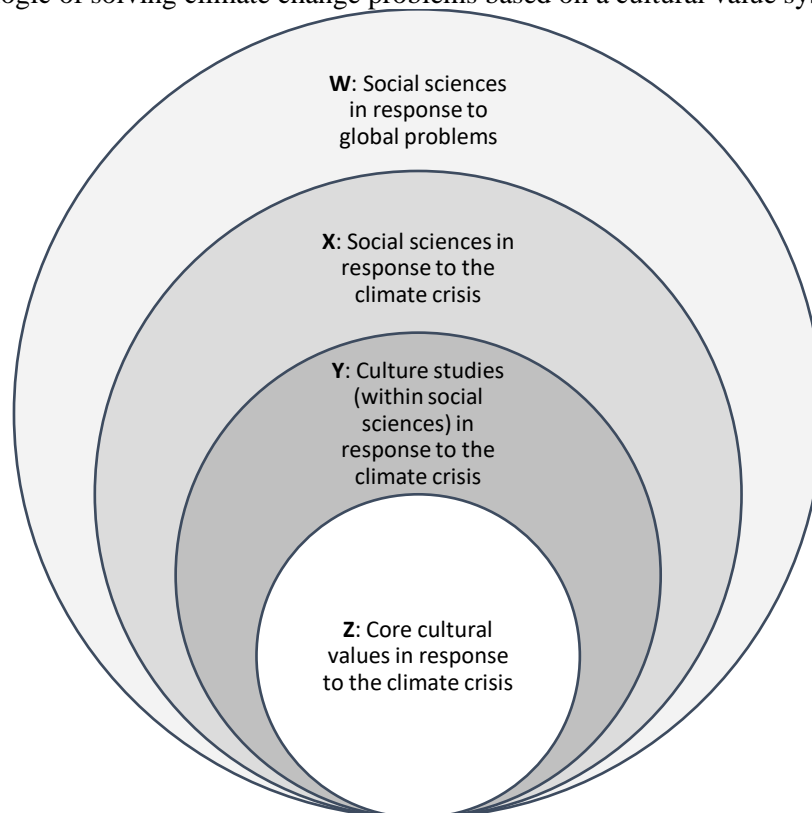 ogic of solving climate change problems based on a cultural value sys
W: Social sciences
in response to
global problems
X: Social sciences in
response to the
climate crisis
Y: Culture studies
(within social
sciences) in
response to the
climate crisis
Z: Core cultural
values in response
to the climate crisis